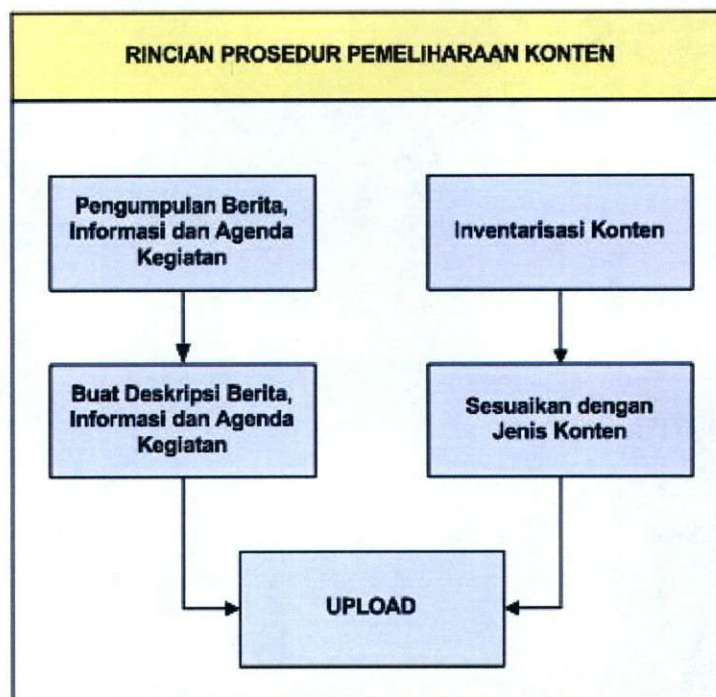 RINCIAN PROSEDUR PEMELIHARAAN KONTEN
Pengumpulan Berita,
Informasi dan Agenda
Kegiatan
Inventarisasi Konten
Buat Deskripsi Berita,
Informasi dan Agenda
Kegiatan
Sesuaikan dengan
Jenis Konten
UPLOAD